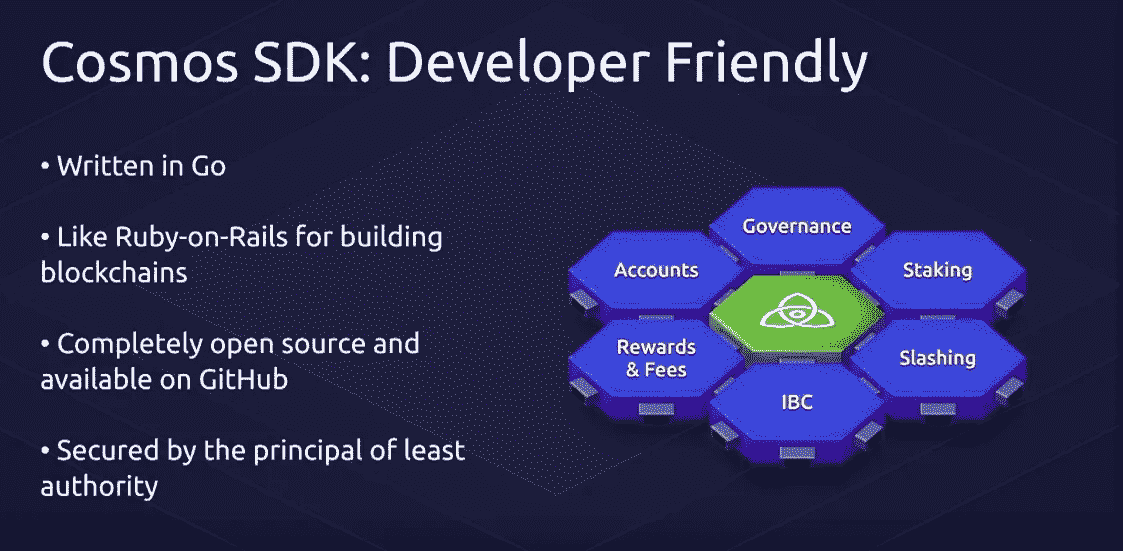 Cosmos SDK: Developer Friendly
• Written in Go
• Like Ruby-on-Rails for building
blockchains
• Completely open source and
available on GitHub
• Secured by the principal of least
authority
Governance
Accounts
Staking
Rewards
& Fees
Slashing
IBC